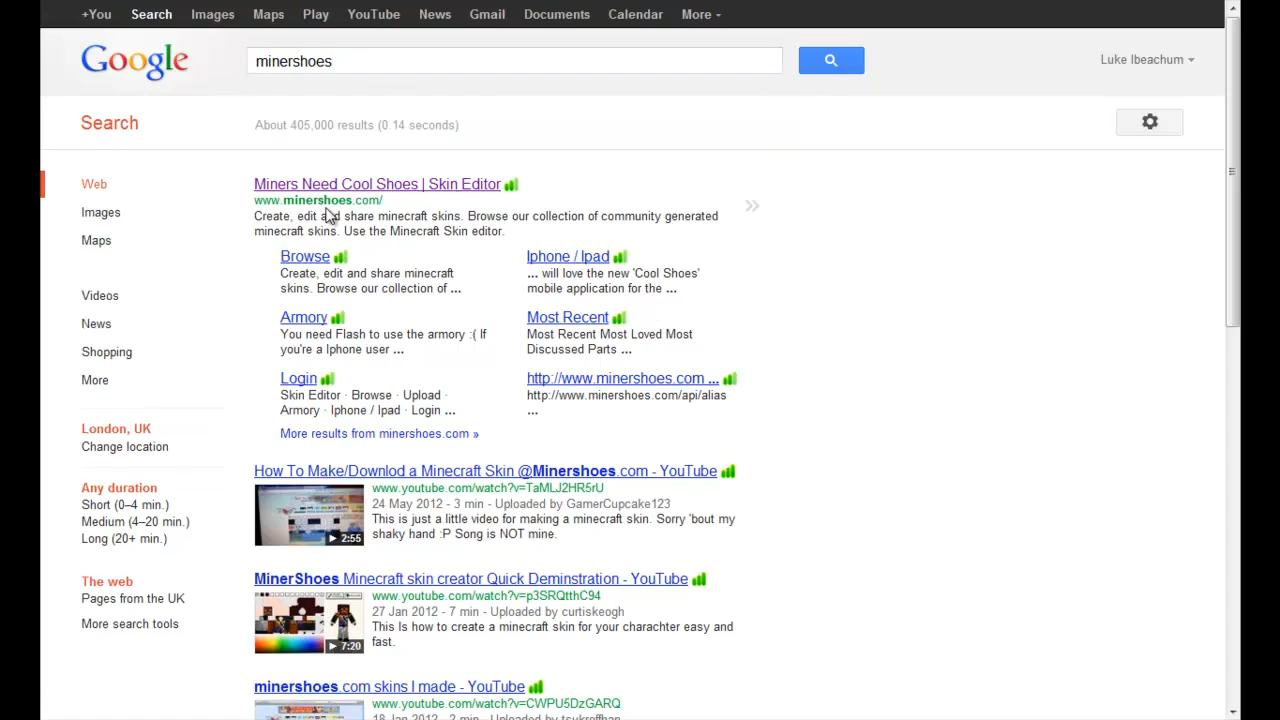 +You Search Images Maps Play YouTube News Gmail Documents Calendar More
Google
minershoes
Luke Ibeachum
Search
About 405,000 results (0.14 seconds)
Web
Images
Maps
Videos
News
Shopping
More
London, UK
Change location
Any duration
Short (0–4 min.)
Medium (4–20 min.)
Long (20+ min.)
The web
Pages from the UK
More search tools
Miners Need Cool Shoes | Skin Editor
www.minershoes.com/
Create, edit and share minecraft skins. Browse our collection of community generated
minecraft skins. Use the Minecraft Skin editor.
Browse
Create, edit and share minecraft
skins. Browse our collection of ...
Iphone / Ipad
... will love the new 'Cool Shoes'
mobile application for the ...
Armory
You need Flash to use the armory :( If
you're a Iphone user ...
Most Recent
Most Recent Most Loved Most
Discussed Parts ...
Login
Skin Editor · Browse · Upload ·
Armory · Iphone / Ipad · Login ...
http://www.minershoes.com ...
http://www.minershoes.com/api/alias
...
More results from minershoes.com »
How To Make/Downlod a Minecraft Skin @Minershoes.com - YouTube
www.youtube.com/watch?v=TaMLJ2HR5rU
24 May 2012 - 3 min - Uploaded by GamerCupcake123
This is just a little video for making a minecraft skin. Sorry 'bout my
shaky hand :P Song is NOT mine.
2:55
MinerShoes Minecraft skin creator Quick Deminstration - YouTube
www.youtube.com/watch?v=p3SRQtthC94
27 Jan 2012 - 7 min - Uploaded by curtiskeogh
This Is how to create a minecraft skin for your charachter easy and
fast.
7:20
minershoes.com skins I made - YouTube
www.youtube.com/watch?v=CWPU5DzGARQ
18 Jan 2012 - 2 min - Uploaded by tsukroffhan